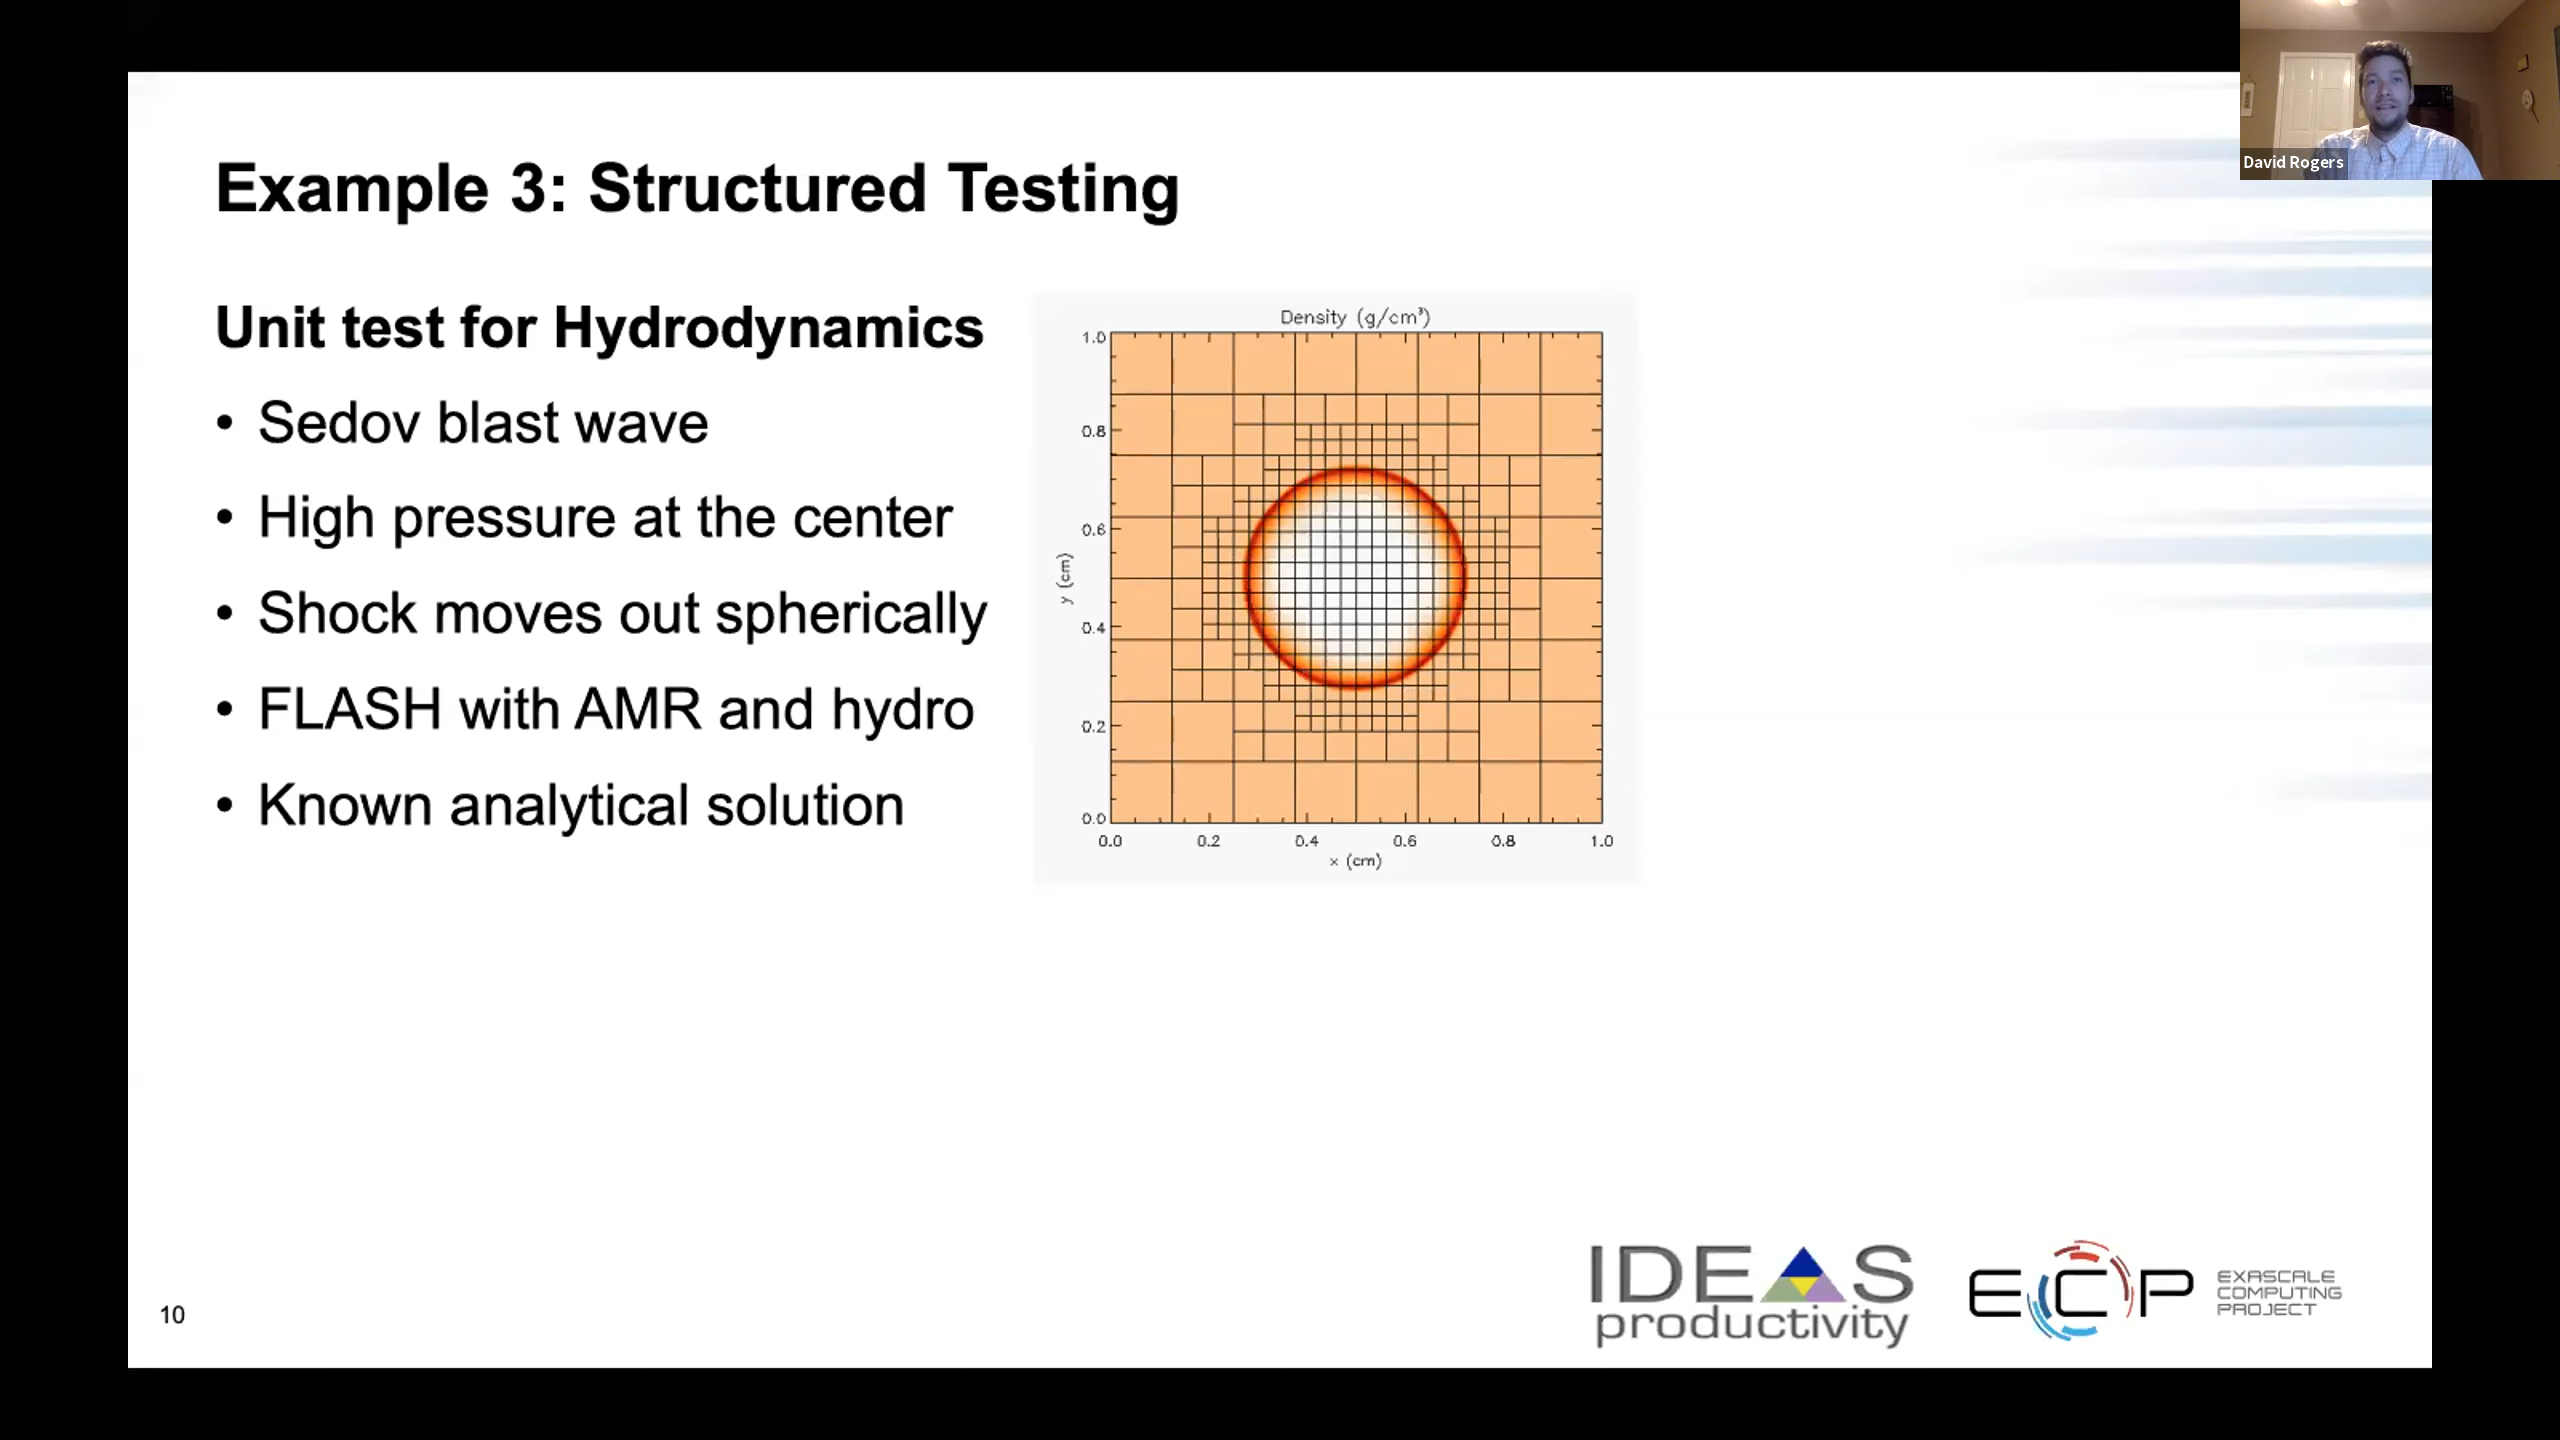 David Rogers
Example 3: Structured Testing
Unit test for Hydrodynamics
• Sedov blast wave
• High pressure at the center
• Shock moves out spherically
• FLASH with AMR and hydro
• Known analytical solution
Density (g/cm³)
1.0
0.8
0.6
0.4
0.2
0.0
y (cm)
0.0 0.2 0.4 0.6 0.8 1.0
x (cm)
10
IDEAS
productivity
ECP
EXASCALE
COMPUTING
PROJECT